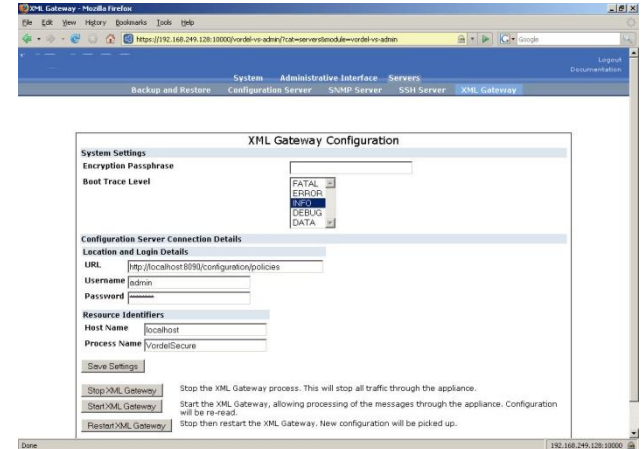 XML Gateway - Mozilla Firefox
File Edit View History Bookmarks Tools Help
https://192.168.249.128:10000/vordel-vs-admin/?cat=servers&module=vordel-vs-admin
Google
Logout
Documentation
System Administrative Interface Servers
Backup and Restore Configuration Server SNMP Server SSH Server XML Gateway
XML Gateway Configuration
System Settings
Encryption Passphrase
Boot Trace Level
FATAL
ERROR
INFO
DEBUG
DATA
Configuration Server Connection Details
Location and Login Details
URL http://localhost:8090/configuration/policies
Username admin
Password ********
Resource Identifiers
Host Name localhost
Process Name VordelSecure
Save Settings
Stop XML Gateway Stop the XML Gateway process. This will stop all traffic through the appliance.
Start XML Gateway Start the XML Gateway, allowing processing of the messages through the appliance. Configuration
will be re-read.
Restart XML Gateway Stop then restart the XML Gateway. New configuration will be picked up.
Done 192.168.249.128:10000